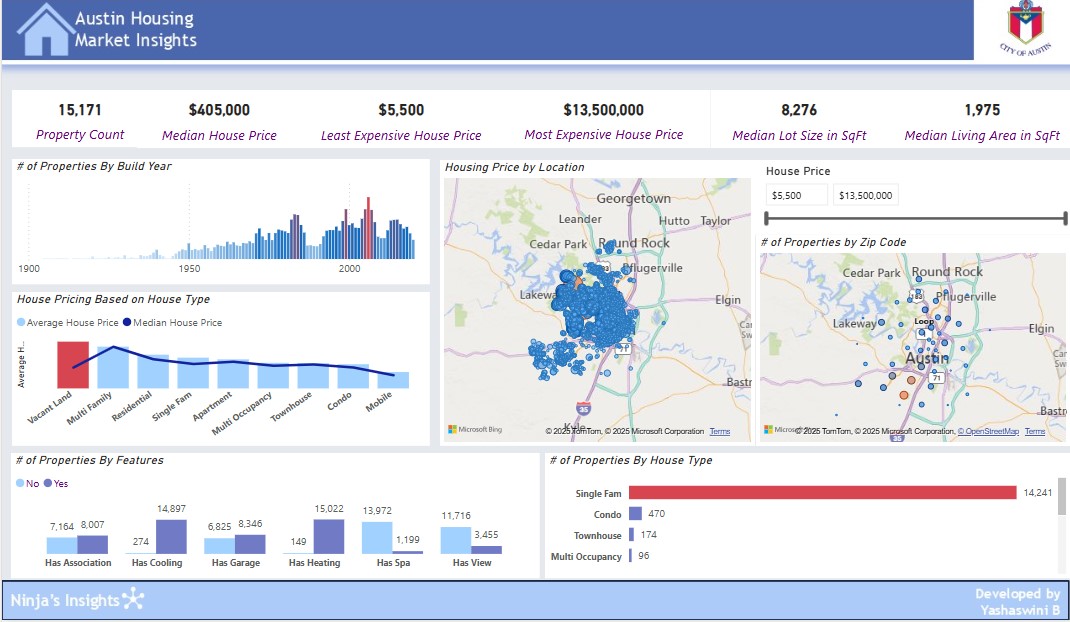 Austin Housing
Market Insights
CITY OF AUSTIN
15,171
Property Count
$405,000
Median House Price
$5,500
Least Expensive House Price
$13,500,000
Most Expensive House Price
8,276
Median Lot Size in SqFt
1,975
Median Living Area in SqFt
# of Properties By Build Year
1900
1950
2000
House Pricing Based on House Type
Average House Price
Median House Price
Average H...
Vacant Land
Multi Family
Residential
Single Fam
Apartment
Multi Occupancy
Townhouse
Condo
Mobile
Housing Price by Location
Georgetown
Leander
Hutto
Taylor
Cedar Park
Round Rock
Pflugerville
Lakeway
Elgin
71
35
Kyle
Microsoft Bing
© 2025 TomTom, © 2025 Microsoft Corporation
Terms
House Price
$5,500
$13,500,000
# of Properties by Zip Code
Cedar Park
Round Rock
183
Pflugerville
Lakeway
Loop
Elgin
Austin
71
35
© 2025 TomTom, © 2025 Microsoft Corporation, © OpenStreetMap
Terms
# of Properties By Features
No
Yes
7,164
8,007
274
14,897
6,825
8,346
149
15,022
13,972
1,199
11,716
3,455
Has Association
Has Cooling
Has Garage
Has Heating
Has Spa
Has View
# of Properties By House Type
Single Fam
14,241
Condo
470
Townhouse
174
Multi Occupancy
96
Ninja's Insights
Developed by
Yashaswini B